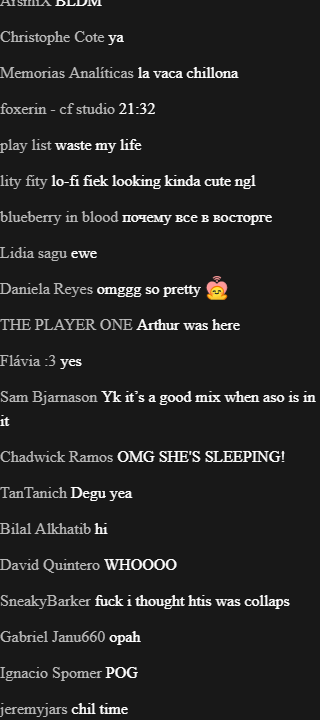 ArsmiX BLDM
Christophe Cote ya
Memorias Analíticas la vaca chillona
foxerin - cf studio 21:32
play list waste my life
lity fity lo-fi fiek looking kinda cute ngl
blueberry in blood почему все в восторге
Lidia sagu ewe
Daniela Reyes omggg so pretty
THE PLAYER ONE Arthur was here
Flávia :3 yes
Sam Bjarnason Yk it's a good mix when aso is in
it
Chadwick Ramos OMG SHE'S SLEEPING!
TanTanich Degu yea
Bilal Alkhatib hi
David Quintero WHOOOO
SneakyBarker fuck i thought htis was collaps
Gabriel Janu660 opah
Ignacio Spomer POG
jeremyjars chil time